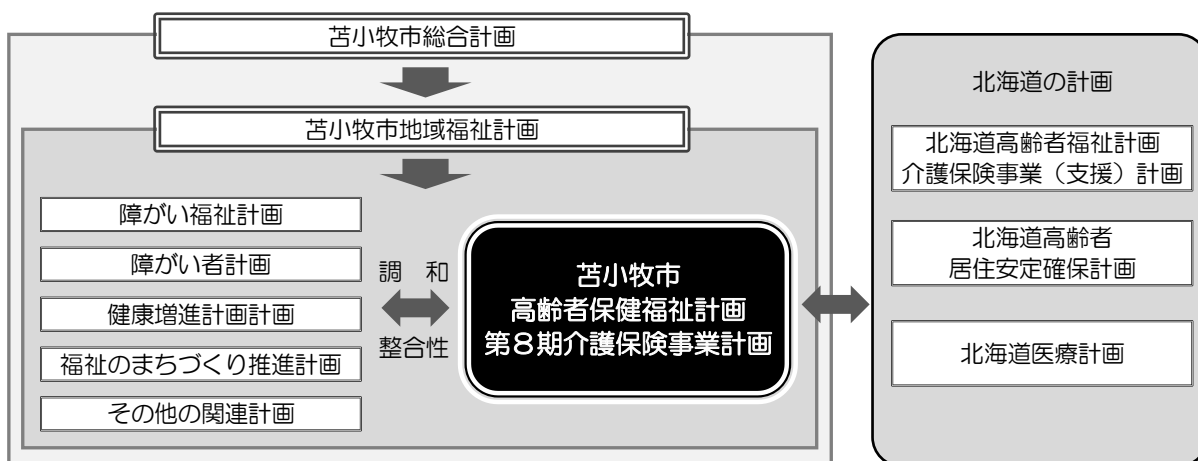 苫小牧市総合計画
苫小牧市地域福祉計画
障がい福祉計画
障がい者計画
健康増進計画計画
福祉のまちづくり推進計画
その他の関連計画
調 和
整合性
苫小牧市
高齢者保健福祉計画
第８期介護保険事業計画
北海道の計画
北海道高齢者福祉計画
介護保険事業（支援）計画
北海道高齢者
居住安定確保計画
北海道医療計画